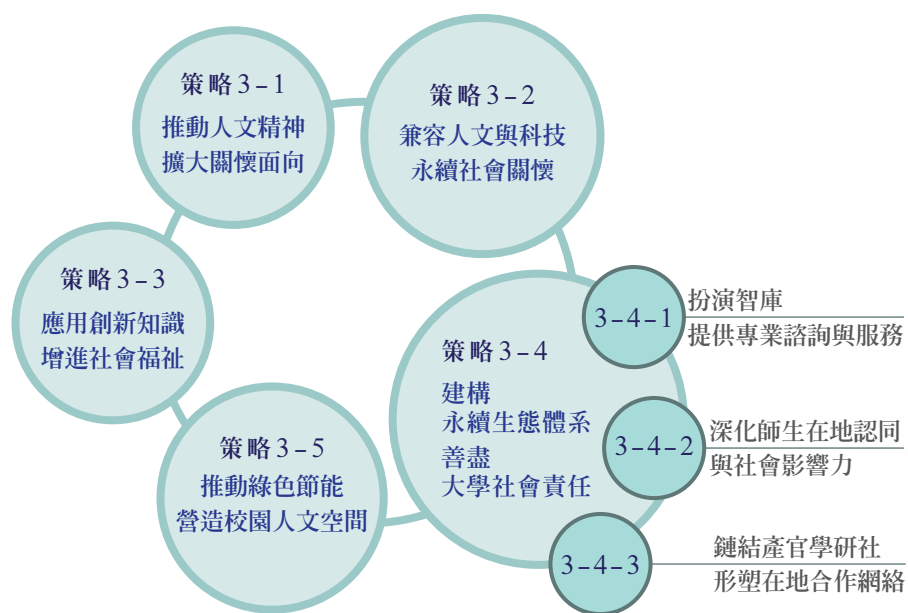 策略3-1
推動人文精神
擴大關懷面向
策略3-2
兼容人文與科技
永續社會關懷
策略3-3
應用創新知識
增進社會福祉
策略3-4
建構
永續生態體系
善盡
大學社會責任
3-4-1
扮演智庫
提供專業諮詢與服務
3-4-2
深化師生在地認同
與社會影響力
3-4-3
鏈結產官學研社
形塑在地合作網絡
策略3-5
推動綠色節能
營造校園人文空間